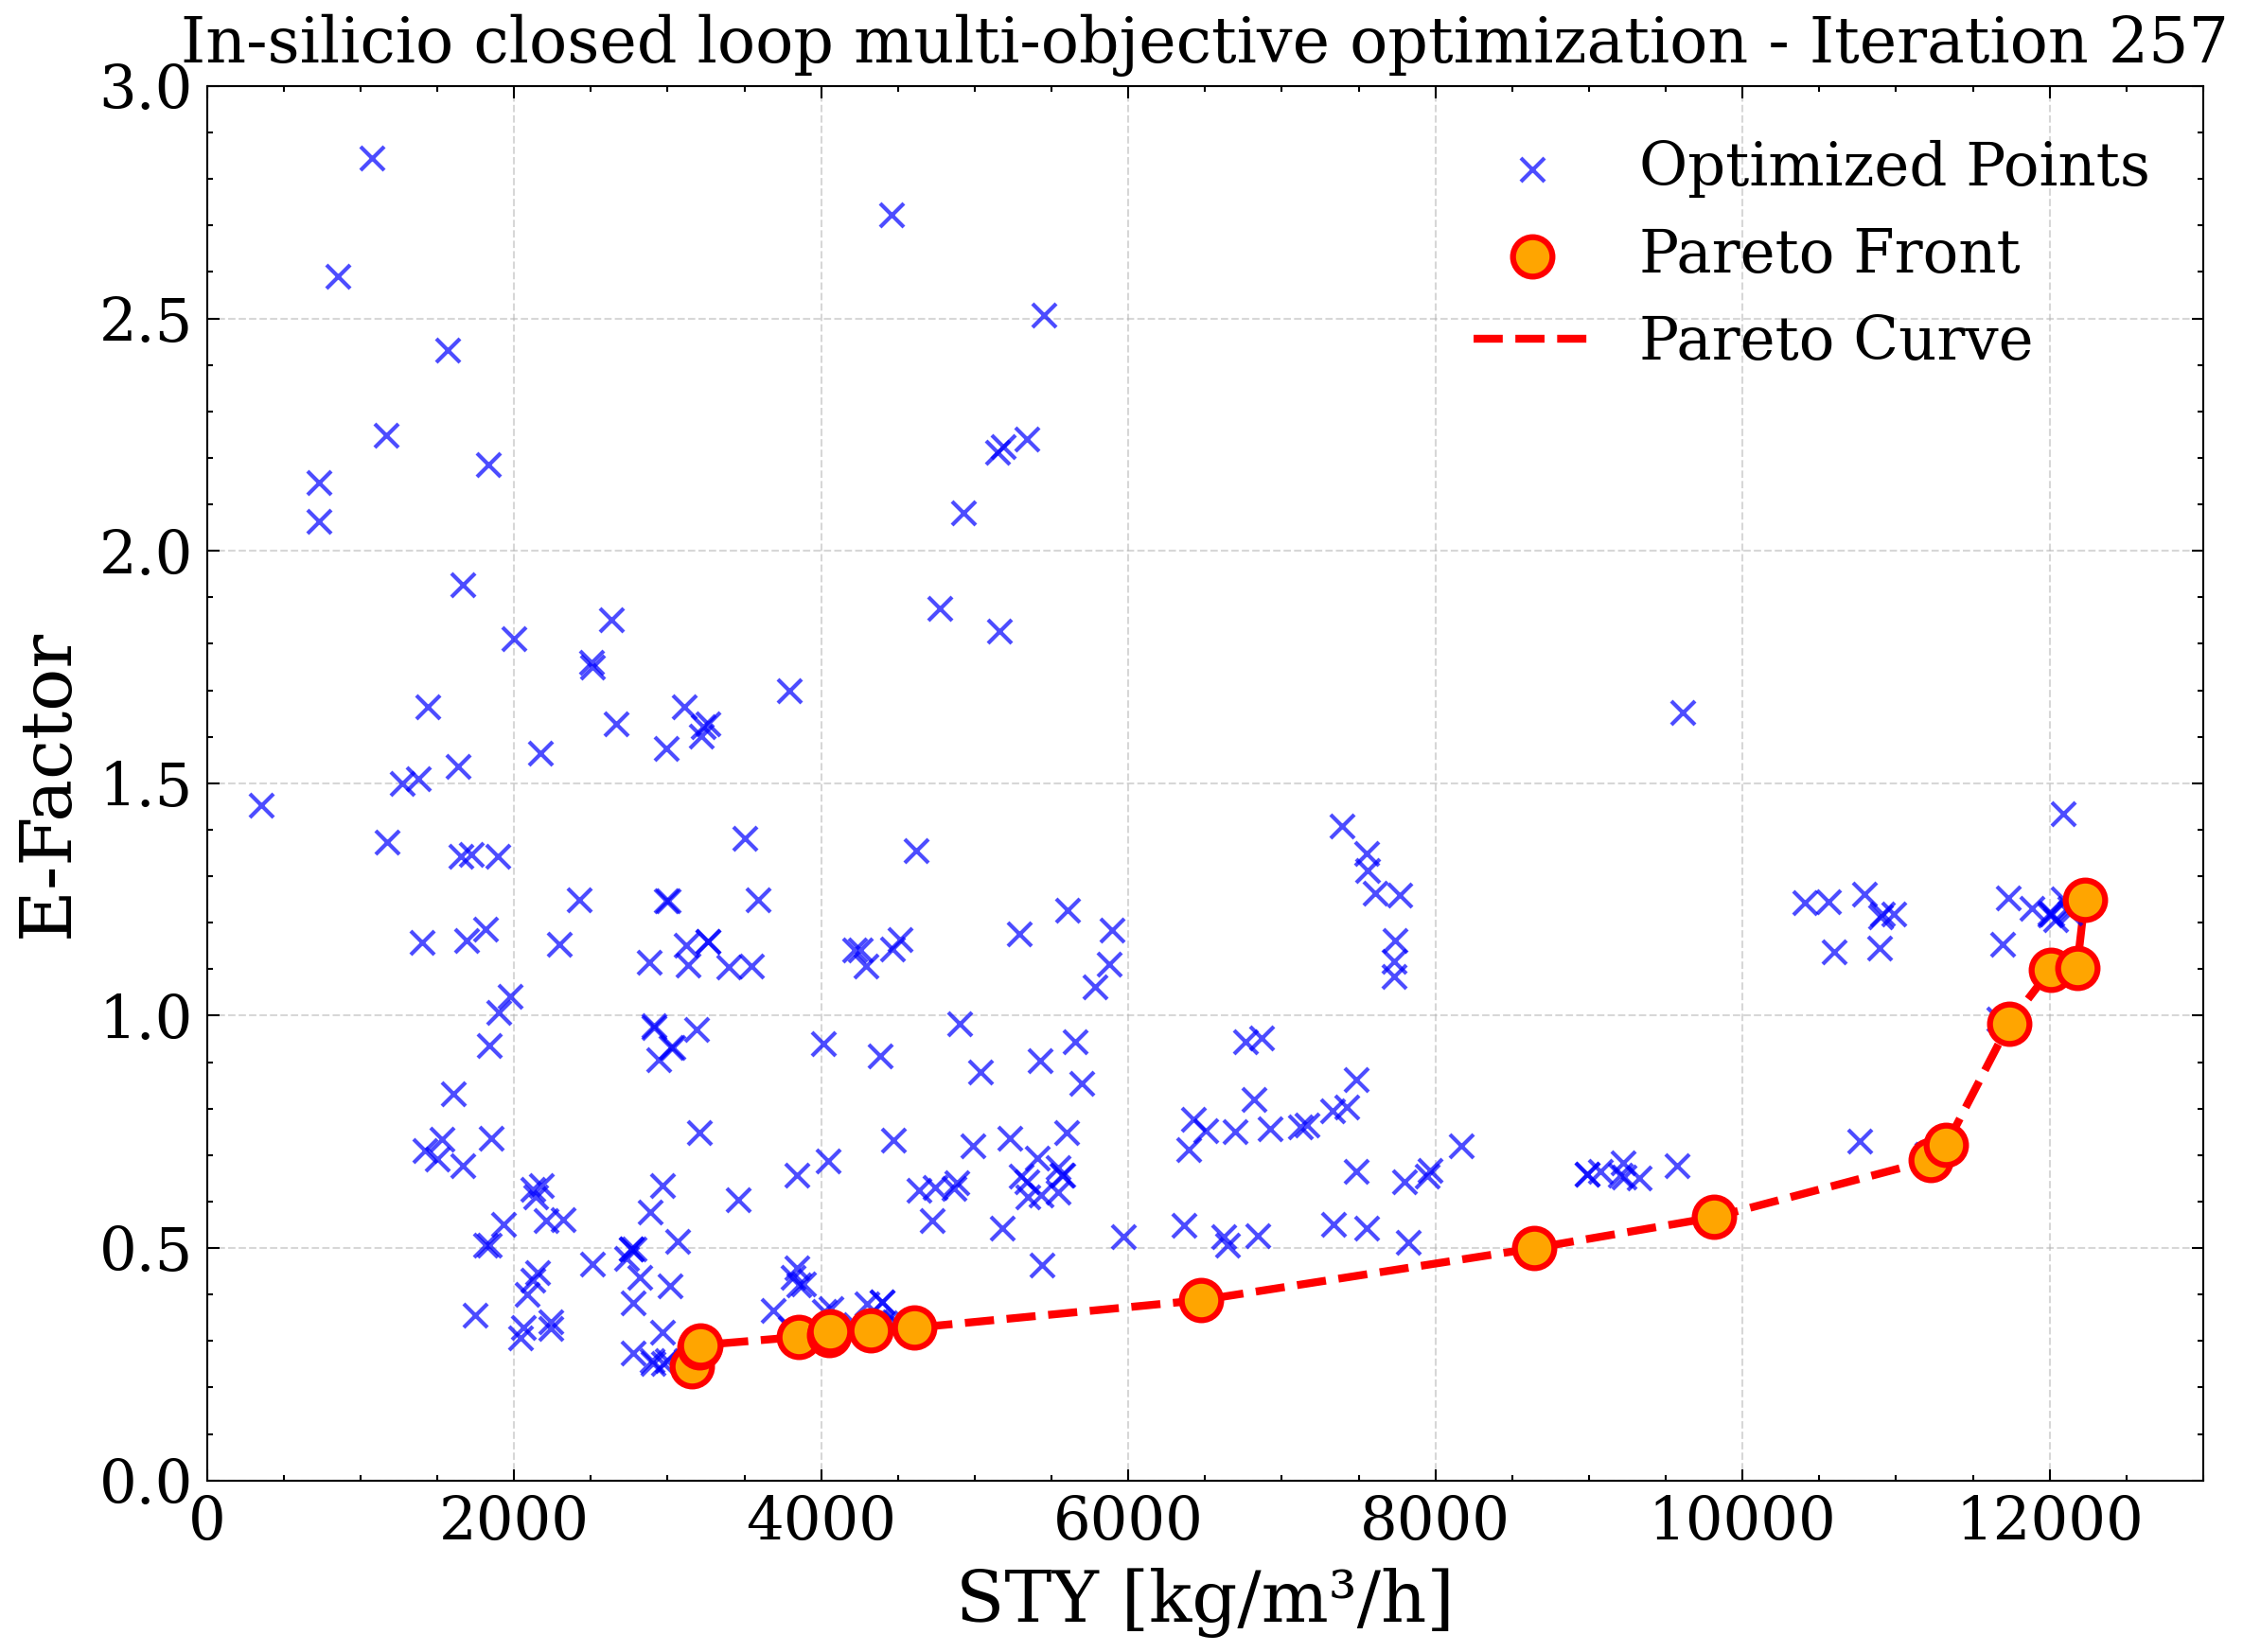 In-silicio closed loop multi-objective optimization - Iteration 257
3.0
2.5
2.0
1.5
1.0
0.5
0.0
E-Factor
Optimized Points
Pareto Front
Pareto Curve
0 2000 4000 6000 8000 10000 12000
STY [kg/m³/h]